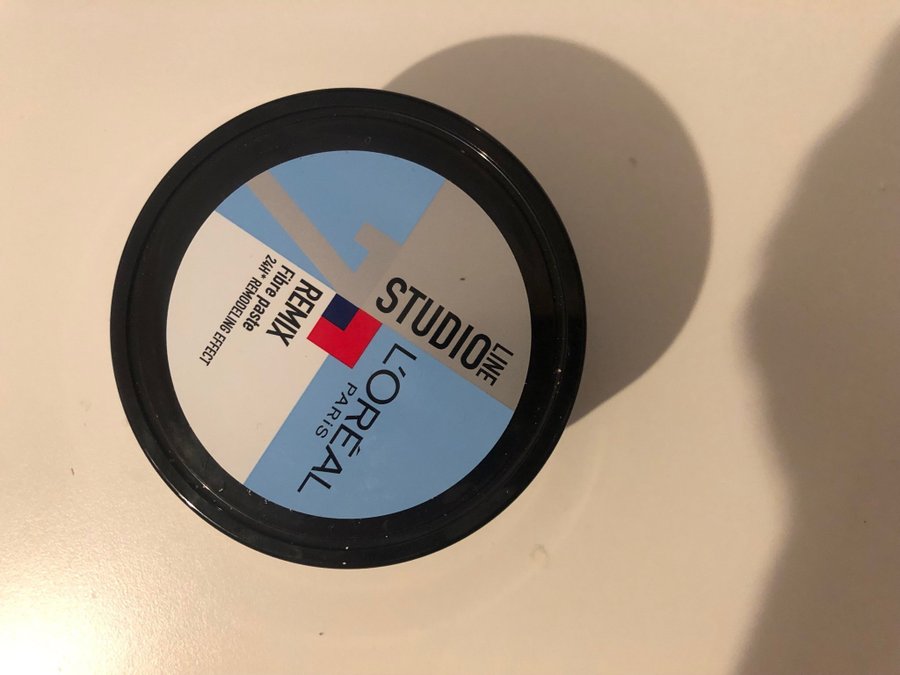 STUDIO
LINE
L'ORÉAL
PARIS
REMIX
Fibre paste
24H* REMODELING EFFECT